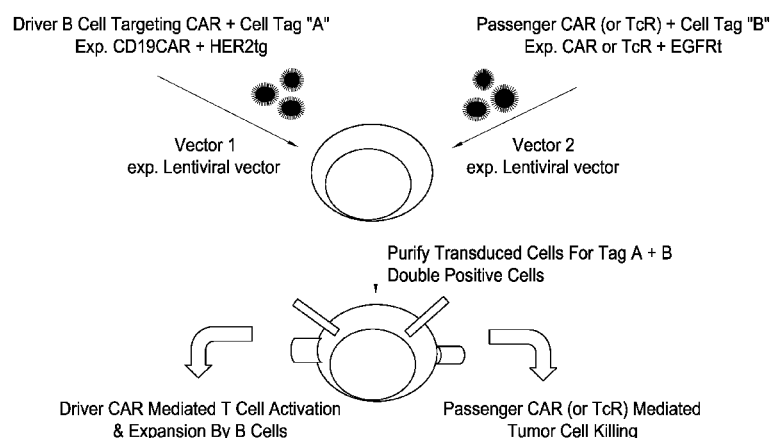 Driver B Cell Targeting CAR + Cell Tag "A"
Exp. CD19CAR + HER2tg
Passenger CAR (or TcR) + Cell Tag "B"
Exp. CAR or TcR + EGFRt
Vector 1
exp. Lentiviral vector
Vector 2
exp. Lentiviral vector
Purify Transduced Cells For Tag A + B
Double Positive Cells
Driver CAR Mediated T Cell Activation
& Expansion By B Cells
Passenger CAR (or TcR) Mediated
Tumor Cell Killing